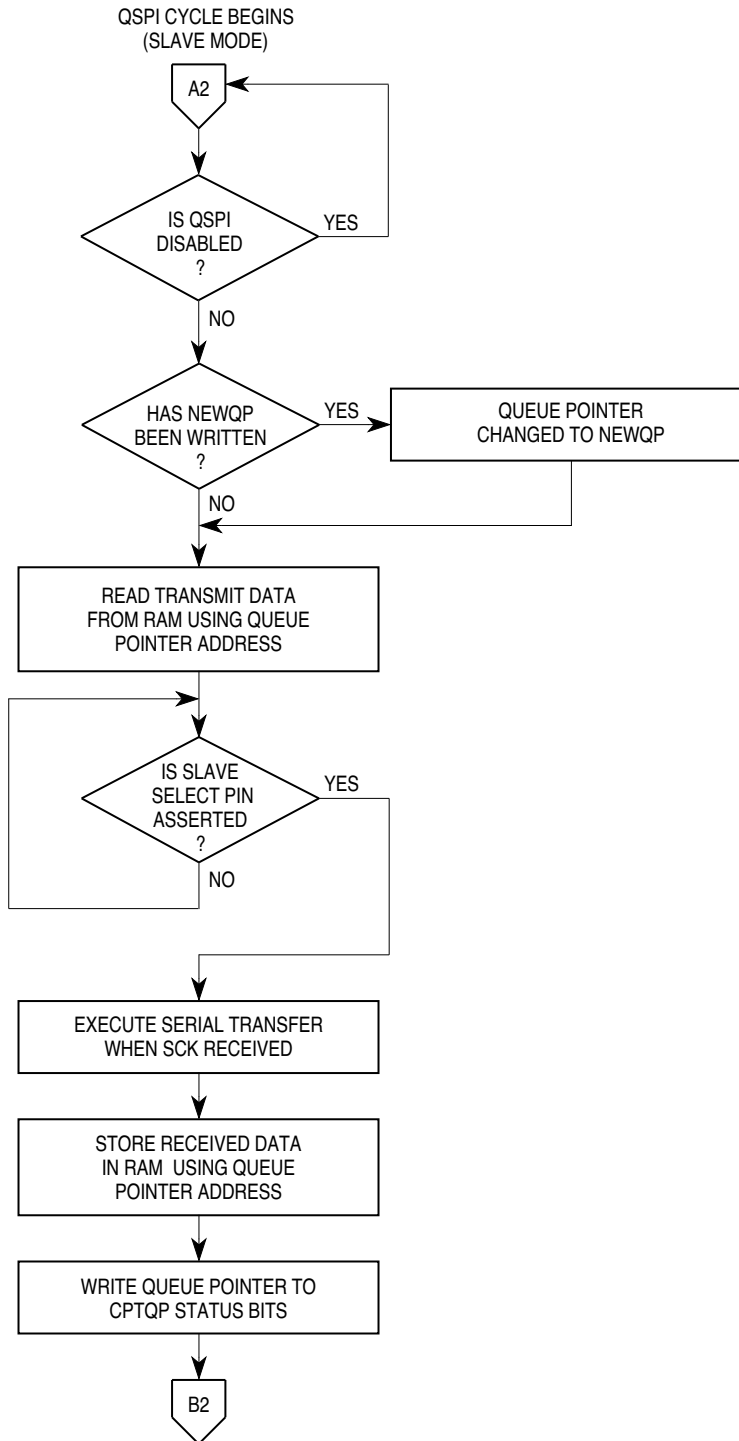 QSPI CYCLE BEGINS
(SLAVE MODE)
A2
IS QSPI
DISABLED
?
YES
NO
HAS NEWQP
BEEN WRITTEN
?
YES
QUEUE POINTER
CHANGED TO NEWQP
NO
READ TRANSMIT DATA
FROM RAM USING QUEUE
POINTER ADDRESS
IS SLAVE
SELECT PIN
ASSERTED
?
YES
NO
EXECUTE SERIAL TRANSFER
WHEN SCK RECEIVED
STORE RECEIVED DATA
IN RAM  USING QUEUE
POINTER ADDRESS
WRITE QUEUE POINTER TO
CPTQP STATUS BITS
B2